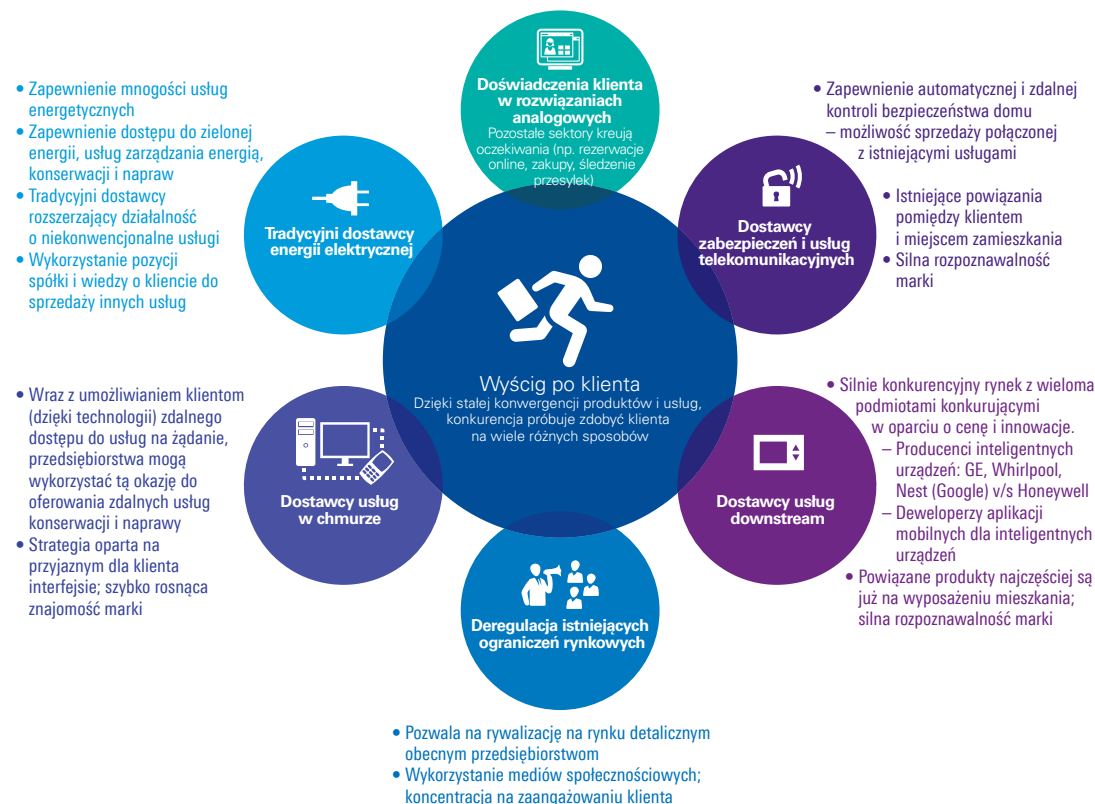 Doświadczenia klienta
w rozwiązaniach
analogowych
Pozostałe sektory kreują
oczekiwania (np. rezerwacje
online, zakupy, śledzenie
przesyłek)
• Zapewnienie mnogości usług
energetycznych
• Zapewnienie dostępu do zielonej
energii, usług zarządzania energią,
konserwacji i napraw
• Tradycyjni dostawcy
rozszerzający działalność
o niekonwencjonalne usługi
• Wykorzystanie pozycji
spółki i wiedzy o kliencie do
sprzedaży innych usług
Tradycyjni dostawcy
energii elektrycznej
Dostawcy
zabezpieczeń i usług
telekomunikacyjnych
• Zapewnienie automatycznej i zdalnej
kontroli bezpieczeństwa domu
– możliwość sprzedaży połączonej
z istniejącymi usługami
• Istniejące powiązania
pomiędzy klientem
i miejscem zamieszkania
• Silna rozpoznawalność
marki
Wyścig po klienta
Dzięki stałej konwergencji produktów i usług,
konkurencja próbuje zdobyć klienta
na wiele różnych sposobów
• Wraz z umożliwianiem klientom
(dzięki technologii) zdalnego
dostępu do usług na żądanie,
przedsiębiorstwa mogą
wykorzystać tą okazję do
oferowania zdalnych usług
konserwacji i naprawy
• Strategia oparta na
przyjaznym dla klienta
interfejsie; szybko rosnąca
znajomość marki
Dostawcy usług
w chmurze
Dostawcy usług
downstream
• Silnie konkurencyjny rynek z wieloma
podmiotami konkurującymi
w oparciu o cenę i innowacje.
– Producenci inteligentnych
urządzeń: GE, Whirlpool,
Nest (Google) v/s Honeywell
– Deweloperzy aplikacji
mobilnych dla inteligentnych
urządzeń
• Powiązane produkty najczęściej są
już na wyposażeniu mieszkania;
silna rozpoznawalność marki
Deregulacja istniejących
ograniczeń rynkowych
• Pozwala na rywalizację na rynku detalicznym
obecnym przedsiębiorstwom
• Wykorzystanie mediów społecznościowych;
koncentracja na zaangażowaniu klienta